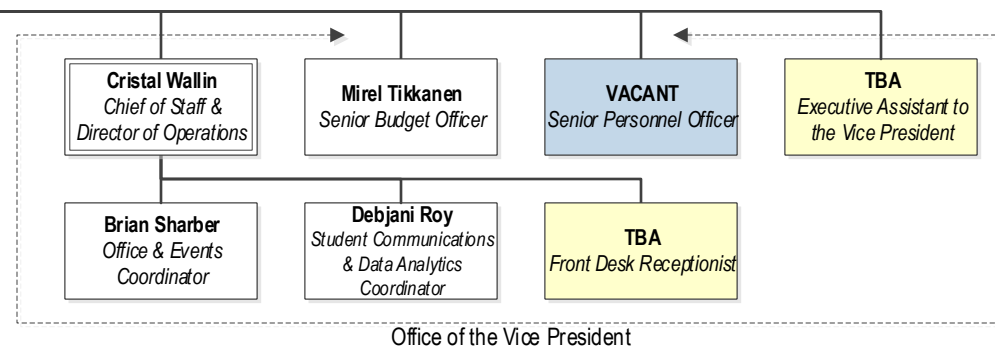 Cristal Wallin
Chief of Staff &
Director of Operations
Mirel Tikkanen
Senior Budget Officer
VACANT
Senior Personnel Officer
TBA
Executive Assistant to
the Vice President
Brian Sharber
Office & Events
Coordinator
Debjani Roy
Student Communications
& Data Analytics
Coordinator
TBA
Front Desk Receptionist
Office of the Vice President